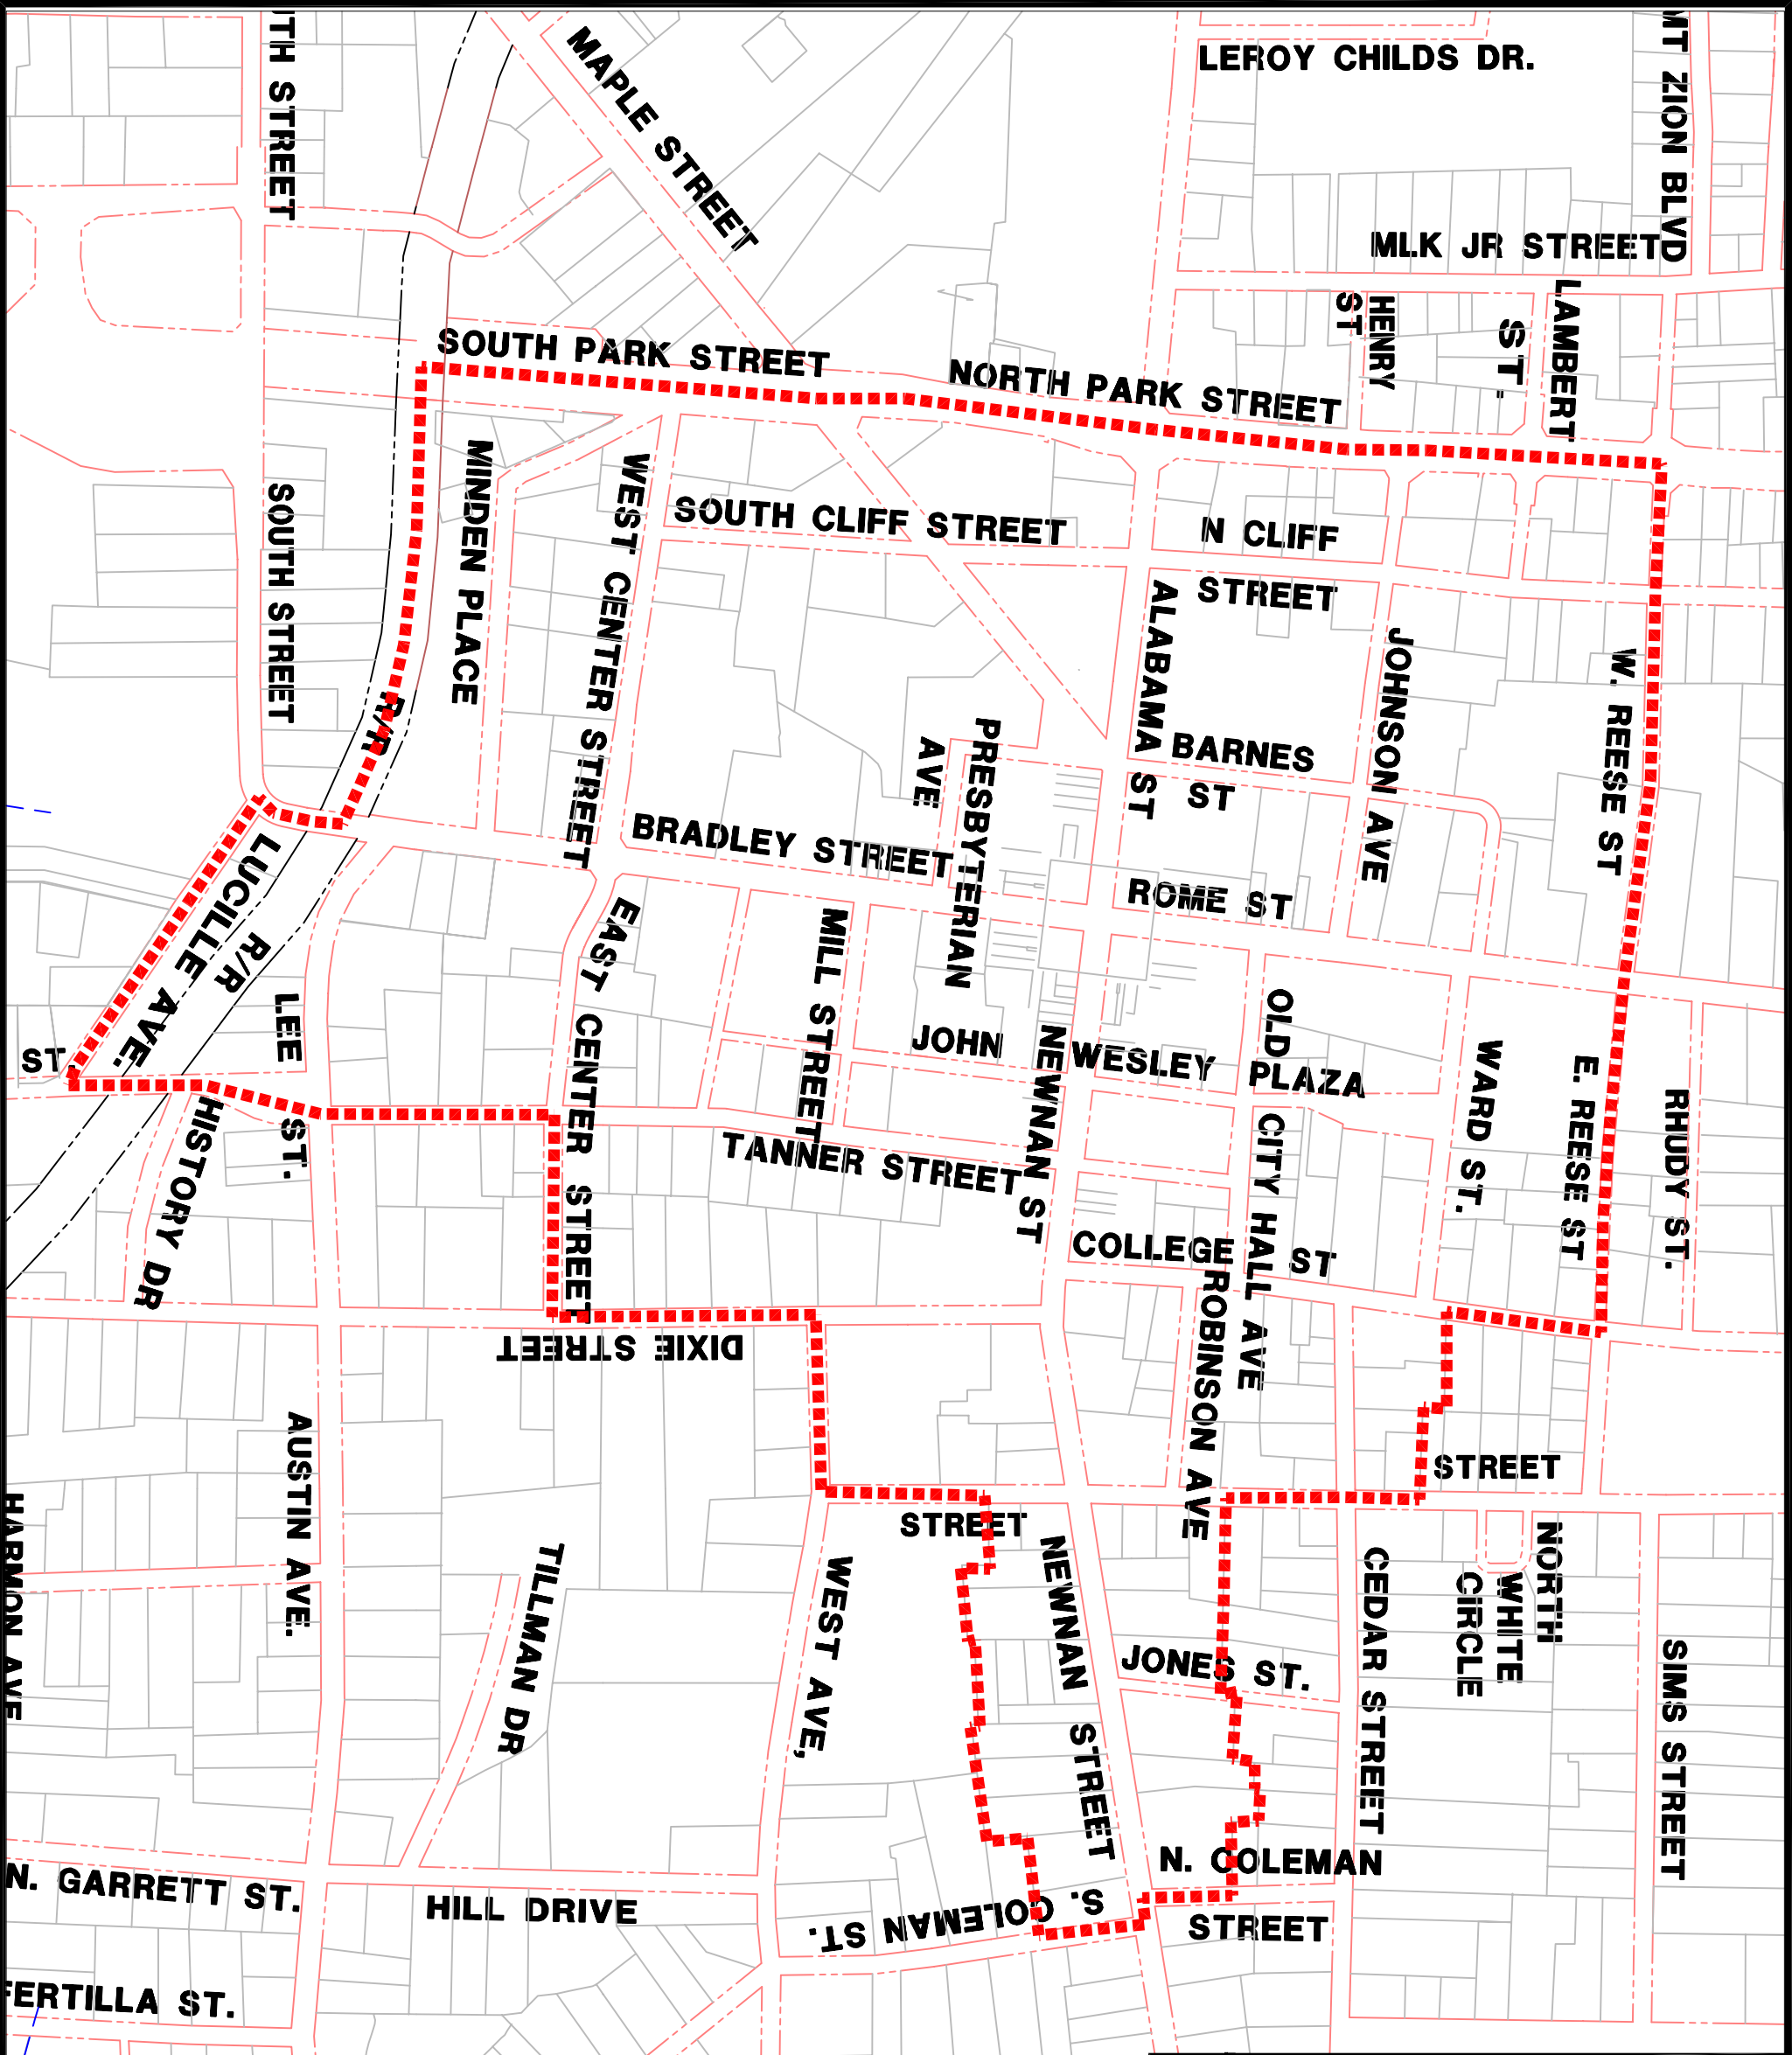 TH STREET
MAPLE STREET
LEROY CHILDS DR.
MT ZION BLVD
MLK JR STREET
HENRY
ST
LAMBERT
ST.
SOUTH PARK STREET
NORTH PARK STREET
SOUTH STREET
MINDEN PLACE
WEST CENTER STREET
SOUTH CLIFF STREET
N CLIFF
STREET
ALABAMA ST
JOHNSON AVE
W. REESE ST
R/R
BARNES
ST
PRESBYTERIAN
AVE
BRADLEY STREET
ROME ST
LUCILLE AVE.
R/R
EAST CENTER STREET
MILL STREET
LEE
ST.
ST.
JOHN WESLEY
OLD
PLAZA
NEWNAN ST
WARD ST.
E. REESE ST
RHUDY ST.
HISTORY DR
TANNER STREET
CITY HALL AVE
COLLEGE ST
ROBINSON AVE
DIXIE STREET
AUSTIN AVE.
STREET
STREET
HARMON AVE
TILLMAN DR
WEST AVE,
NEWNAN STREET
JONES ST.
CEDAR STREET
NORTH
WHITE
CIRCLE
SIMS STREET
N. GARRETT ST.
HILL DRIVE
S. COLEMAN ST.
N. COLEMAN
STREET
FERTILLA ST.